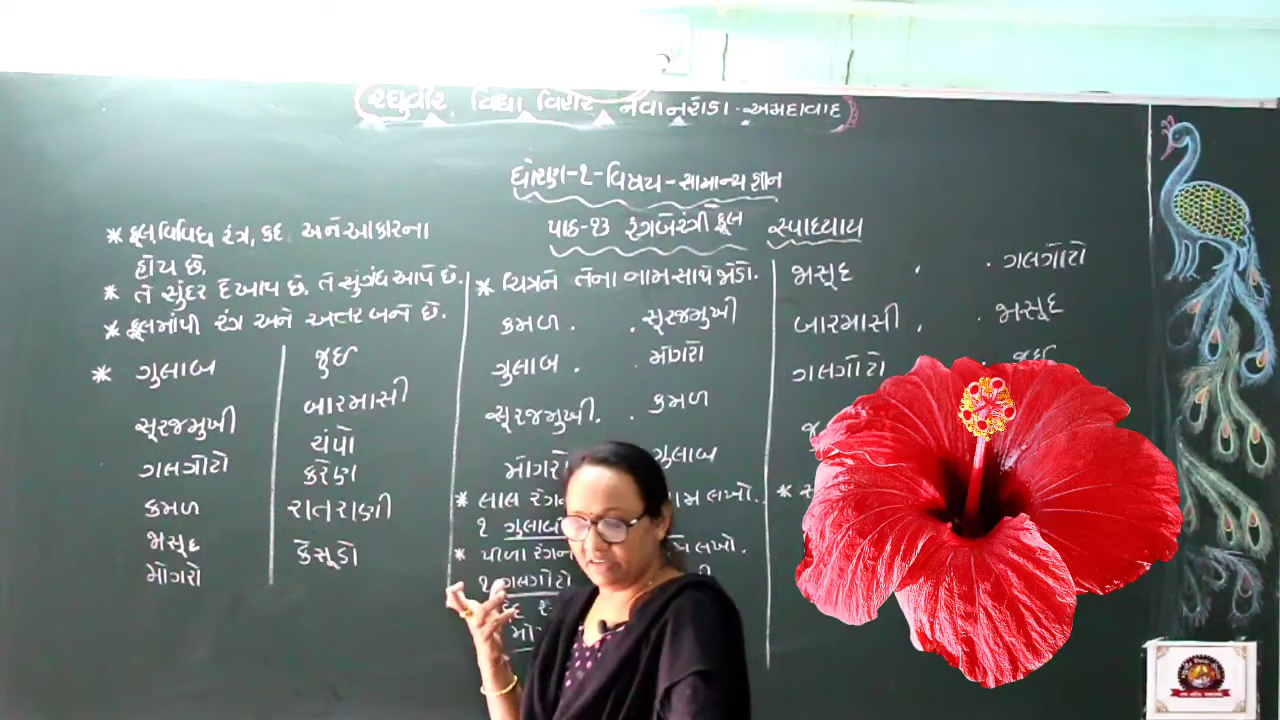 રઘુવીર વિદ્યા વિહાર નવાનરોડા અમદાવાદ
ધોરણ-૨-વિષય-સામાન્ય જ્ઞાન
પાઠ-૧૩ રંગબેરંગી ફૂલ સ્વાધ્યાય
* ફૂલ વિવિધ રંગ, કદ અને આકારના
હોય છે.
* તે સુંદર દેખાય છે. તે સુગંધ આપે છે.
* ફૂલમાંથી રંગ અને અત્તર બને છે.
* ગુલાબ
સૂરજમુખી
ગલગોટો
કમળ
જાસૂદ
મોગરો
જુઈ
બારમાસી
ચંપો
કરેણ
રાતરાણી
કેસૂડો
* ચિત્રને તેના નામ સાથે જોડો.
કમળ . . સૂરજમુખી
ગુલાબ . . મોગરો
સૂરજમુખી . . કમળ
મોગરો ગુલાબ
* લાલ રંગના લખો.
૧ ગુલાબ
* પીળા રંગના લખો.
૧ ગલગોટો
જાસૂદ . . ગલગોટો
બારમાસી . . જાસૂદ
ગલગોટો . જુઈ